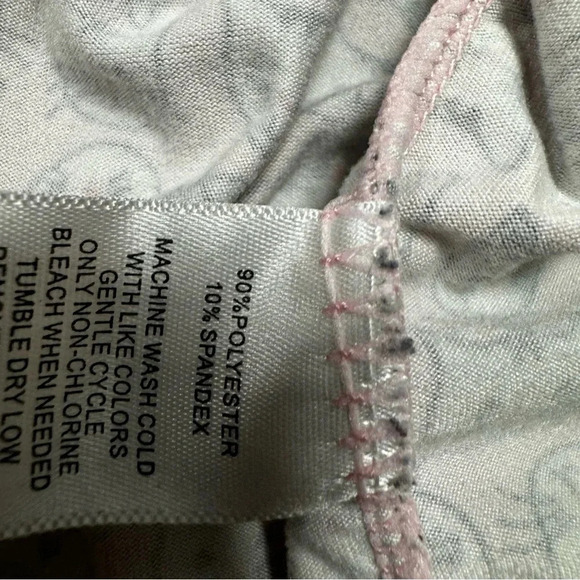 90%POLYESTER
10% SPANDEX
MACHINE WASH COLD
WITH LIKE COLORS
GENTLE CYCLE
ONLY NON-CHLORINE
BLEACH WHEN NEEDED
TUMBLE DRY LOW